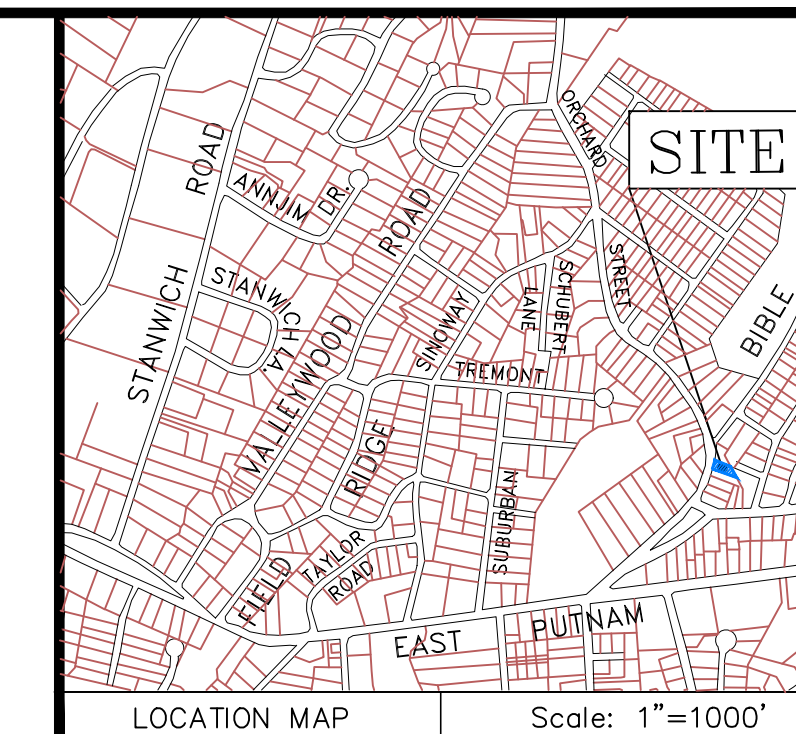 ORCHARD
SITE
ROAD
ANNJIM
DR.
ROAD
STREET
SCHUBERT
LANE
STANWICH
STANWICH LA.
SINOWAY
BIBLE
VALLEYWOOD
TREMONT
RIDGE
SUBURBAN
TAYLOR
ROAD
FIELD
EAST
PUTNAM
LOCATION MAP
Scale: 1"=1000'